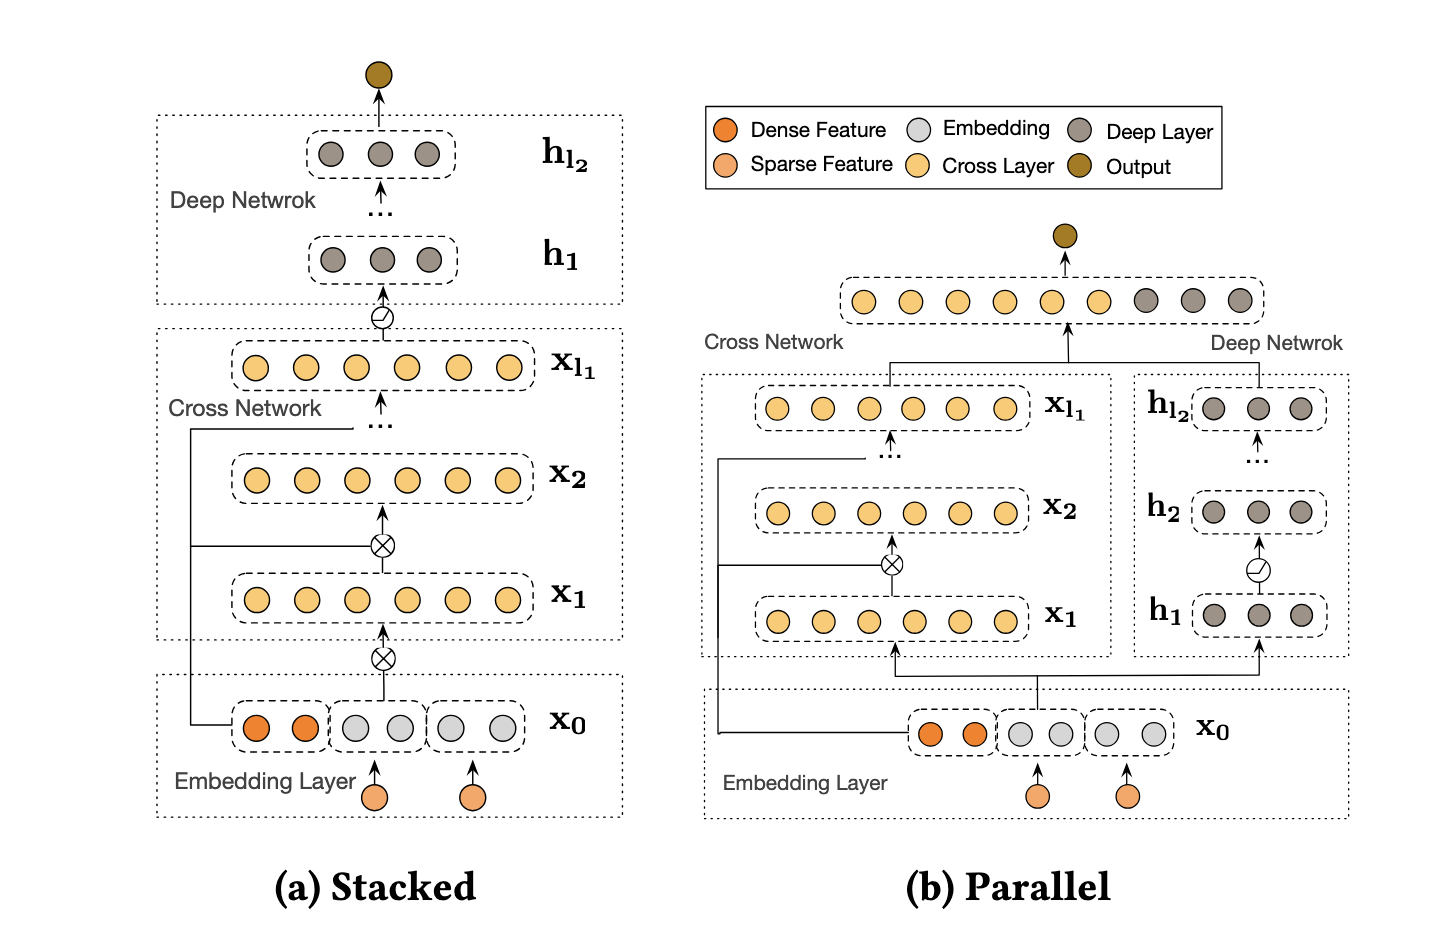 h_{l_2}
Deep Netwrok
...
h_1
x_{l_1}
Cross Network
...
x_2
x_1
x_0
Embedding Layer
(a) Stacked
Dense Feature Embedding Deep Layer
Sparse Feature Cross Layer Output
Cross Network Deep Netwrok
x_{l_1} h_{l_2}
... ...
x_2 h_2
x_1 h_1
x_0
Embedding Layer
(b) Parallel